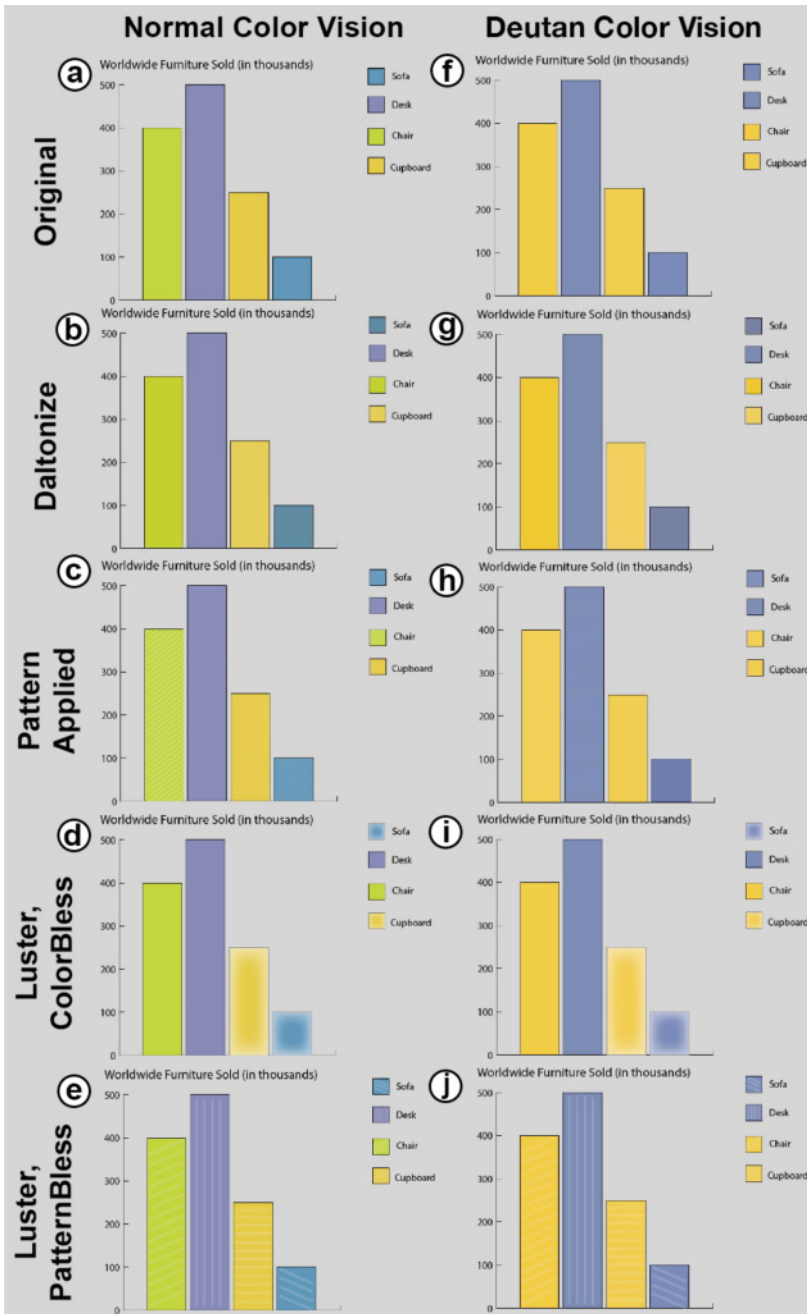 Normal Color Vision
Deutan Color Vision
Original
a
Worldwide Furniture Sold (in thousands)
500
400
300
200
100
0
Sofa
Desk
Chair
Cupboard
f
Worldwide Furniture Sold (in thousands)
500
400
300
200
100
0
Sofa
Desk
Chair
Cupboard
Daltonize
b
Worldwide Furniture Sold (in thousands)
500
400
300
200
100
0
Sofa
Desk
Chair
Cupboard
g
Worldwide Furniture Sold (in thousands)
500
400
300
200
100
0
Sofa
Desk
Chair
Cupboard
Pattern
Applied
c
Worldwide Furniture Sold (in thousands)
500
400
300
200
100
0
Sofa
Desk
Chair
Cupboard
h
Worldwide Furniture Sold (in thousands)
500
400
300
200
100
0
Sofa
Desk
Chair
Cupboard
Luster,
ColorBless
d
Worldwide Furniture Sold (in thousands)
500
400
300
200
100
0
Sofa
Desk
Chair
Cupboard
i
Worldwide Furniture Sold (in thousands)
500
400
300
200
100
0
Sofa
Desk
Chair
Cupboard
Luster,
PatternBless
e
Worldwide Furniture Sold (in thousands)
500
400
300
200
100
0
Sofa
Desk
Chair
Cupboard
j
Worldwide Furniture Sold (in thousands)
500
400
300
200
100
0
Sofa
Desk
Chair
Cupboard